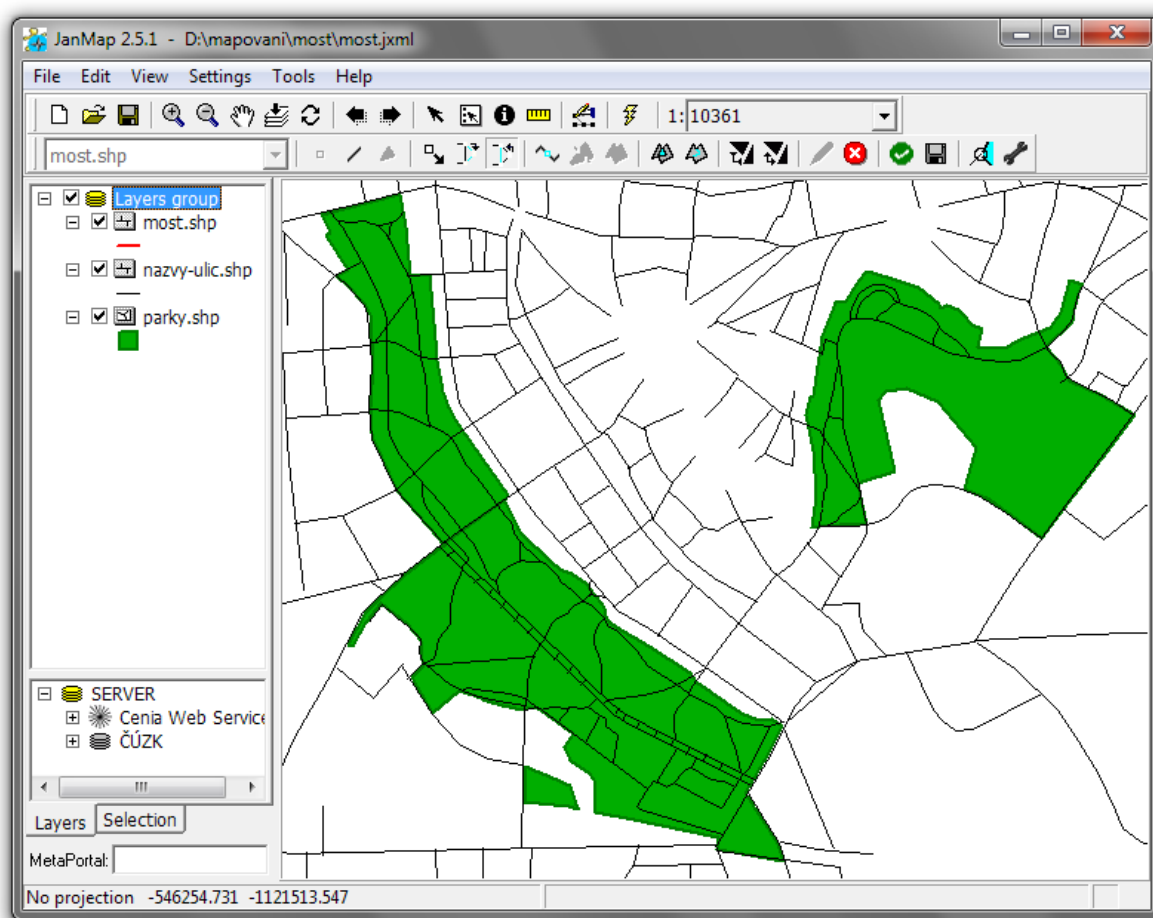 JanMap 2.5.1 - D:\mapovani\most\most.jxml
File Edit View Settings Tools Help
1: 10361
most.shp
Layers group
most.shp
nazvy-ulic.shp
parky.shp
SERVER
Cenia Web Service
ČÚZK
Layers Selection
MetaPortal:
No projection -546254.731 -1121513.547